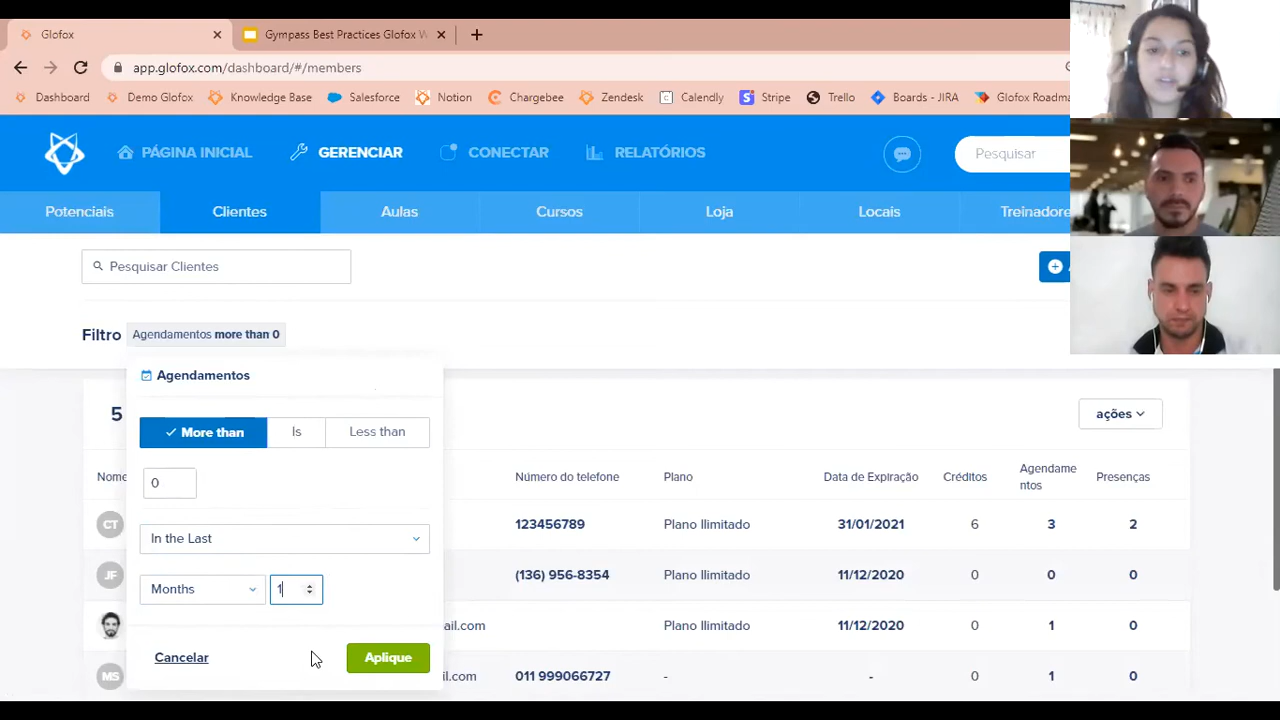 Glofox
Gympass Best Practices Glofox W
app.glofox.com/dashboard/#/members
Dashboard
Demo Glofox
Knowledge Base
Salesforce
Notion
Chargebee
Zendesk
Calendly
Stripe
Trello
Boards - JIRA
Glofox Roadma
PÁGINA INICIAL
GERENCIAR
CONECTAR
RELATÓRIOS
Pesquisar
Potenciais
Clientes
Aulas
Cursos
Loja
Locais
Treinadore
Pesquisar Clientes
Filtro
Agendamentos more than 0
Agendamentos
More than
Is
Less than
0
In the Last
Months
1
Cancelar
Aplique
5
ações
Nome
Número do telefone
Plano
Data de Expiração
Créditos
Agendame
ntos
Presenças
CT
123456789
Plano Ilimitado
31/01/2021
6
3
2
JF
(136) 956-8354
Plano Ilimitado
11/12/2020
0
0
0
ail.com
Plano Ilimitado
11/12/2020
0
1
0
MS
il.com
011 999066727
-
-
0
1
0